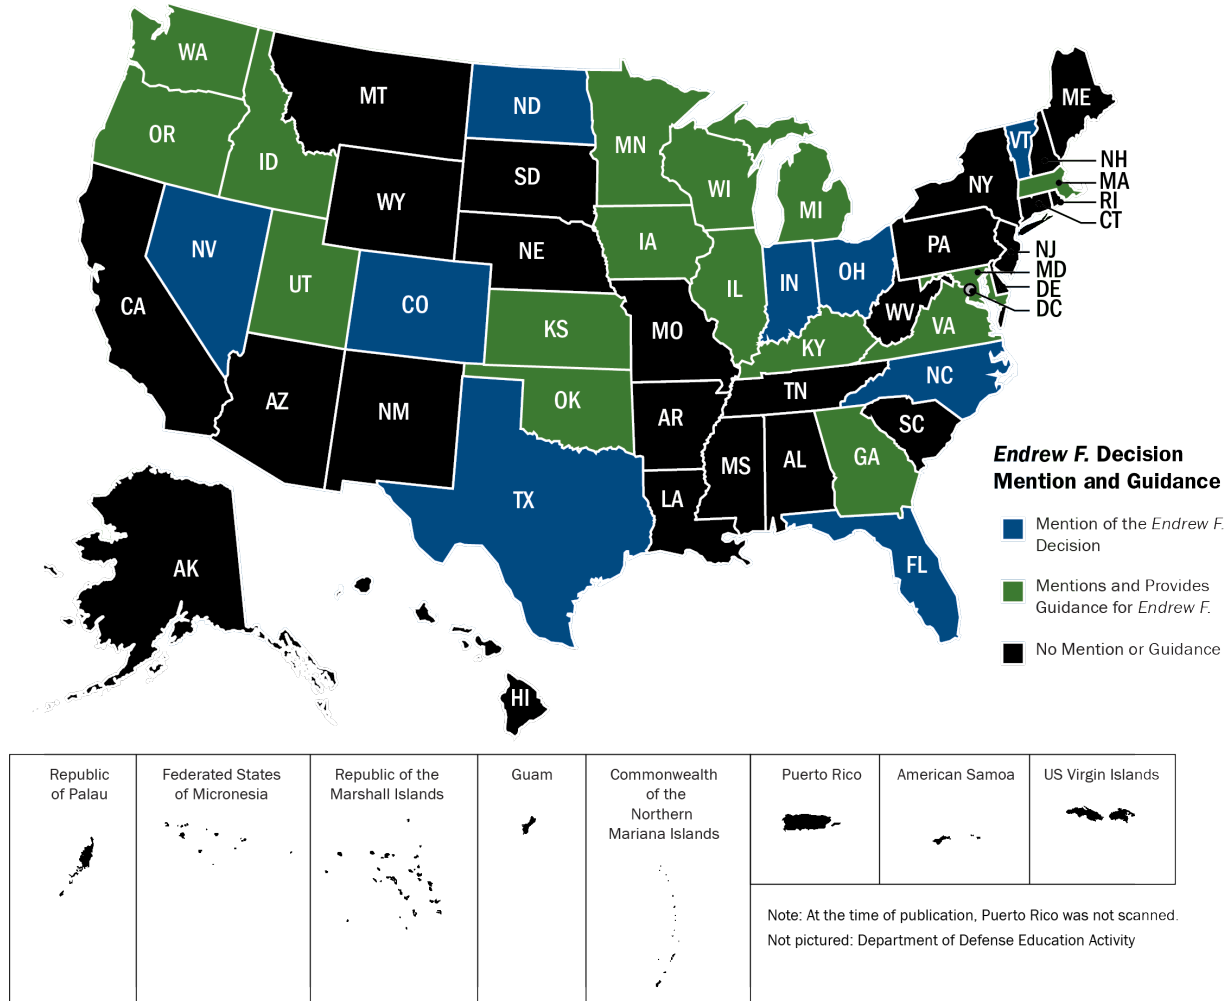 WA
MT
ND
ME
OR
ID
MN
VT
NH
SD
WI
NY
MA
WY
MI
RI
CT
NV
NE
IA
PA
NJ
UT
CO
IL
IN
OH
MD
DE
DC
CA
KS
MO
WV
VA
KY
AZ
NM
OK
AR
TN
NC
SC
MS
AL
GA
TX
LA
FL
AK
HI
Endrew F. Decision
Mention and Guidance
Mention of the Endrew F.
Decision
Mentions and Provides
Guidance for Endrew F.
No Mention or Guidance
Republic
of Palau
Federated States
of Micronesia
Republic of the
Marshall Islands
Guam
Commonwealth
of the
Northern
Mariana Islands
Puerto Rico
American Samoa
US Virgin Islands
Note: At the time of publication, Puerto Rico was not scanned.
Not pictured: Department of Defense Education Activity